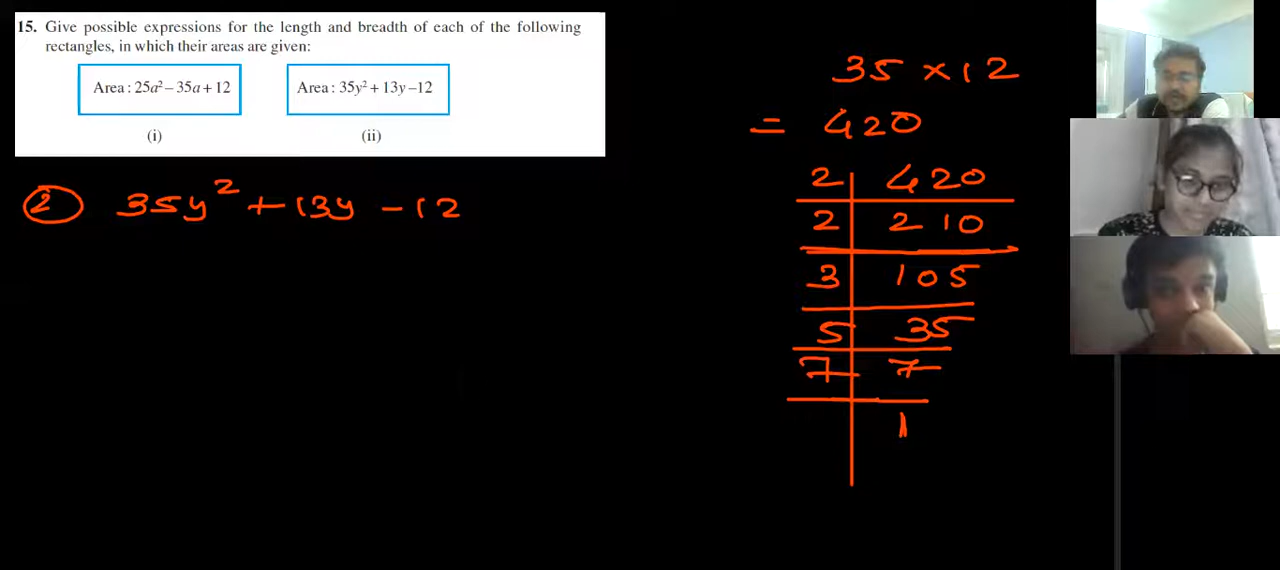 15. Give possible expressions for the length and breadth of each of the following
rectangles, in which their areas are given:
Area : 25a² – 35a + 12
Area : 35y² + 13y –12
(i)
(ii)
② 35y² + 13y - 12
35 × 12
= 420
2 | 420
2 | 210
3 | 105
5 | 35
7 | 7
1